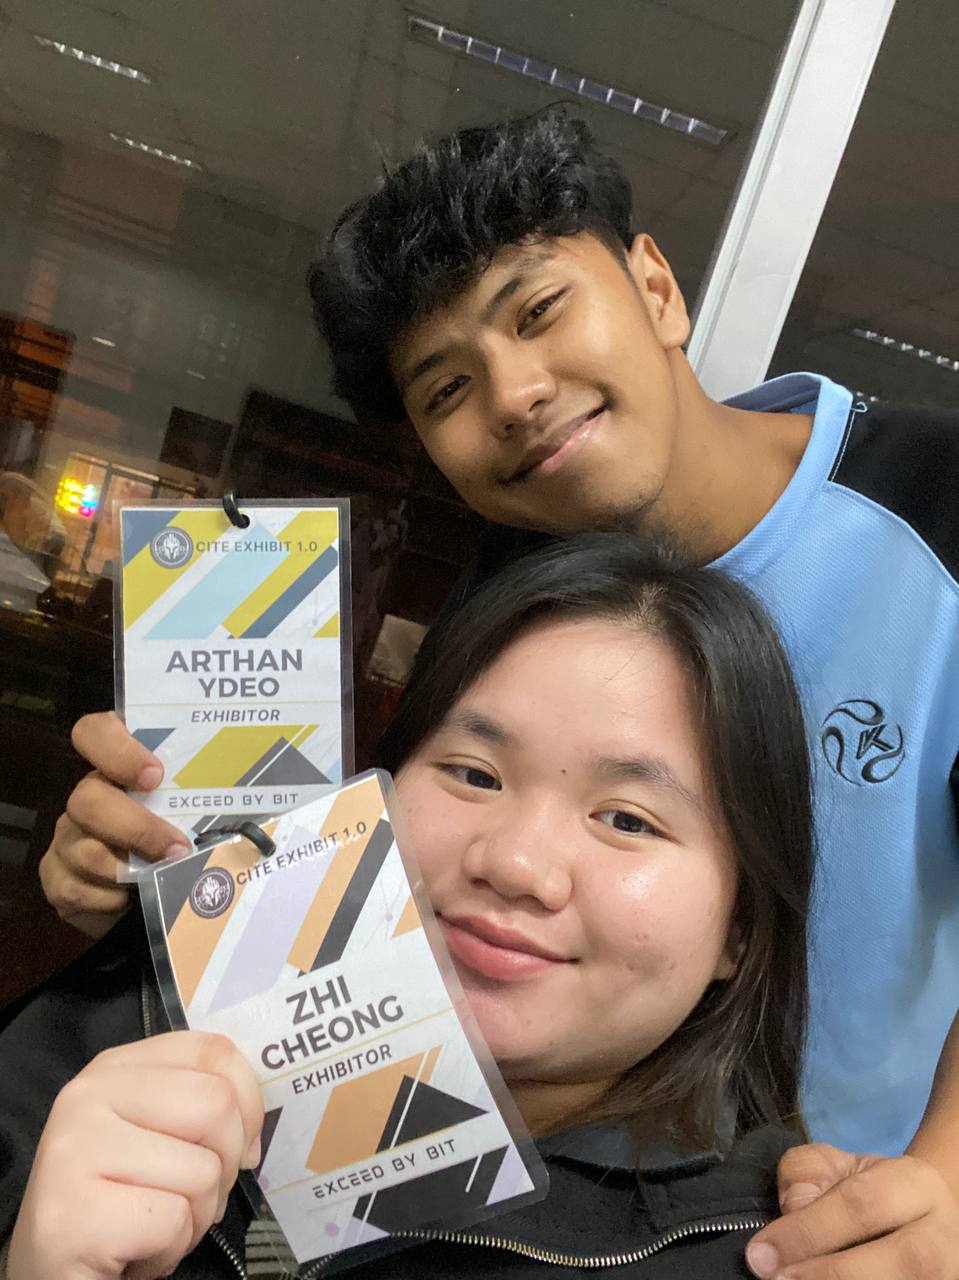 CITE EXHIBIT 1.0
ARTHAN
YDEO
EXHIBITOR
EXCEED BY BIT
CITE EXHIBIT 1.0
ZHI
CHEONG
EXHIBITOR
EXCEED BY BIT